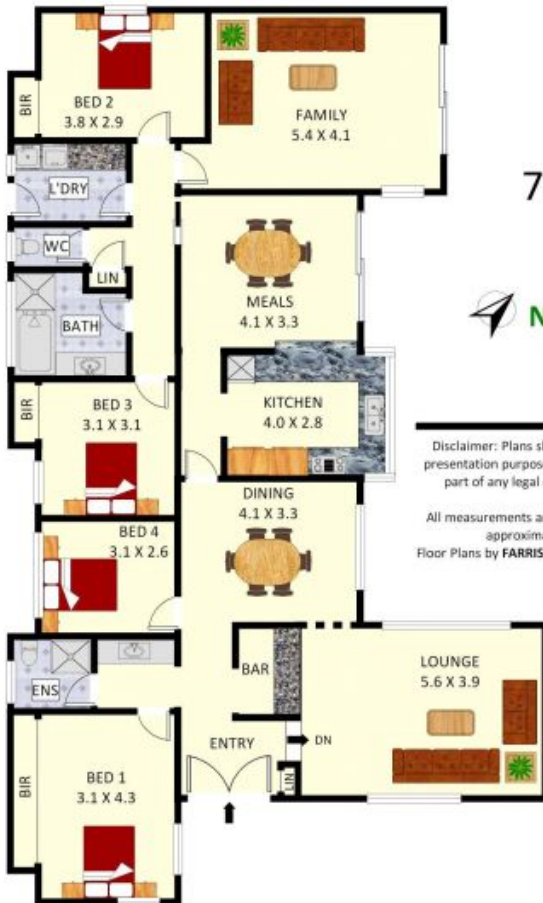 BIR
BED 2
3.8 X 2.9
FAMILY
5.4 X 4.1
7
L'DRY
WC
LIN
MEALS
4.1 X 3.3
N
BATH
BIR
BED 3
3.1 X 3.1
KITCHEN
4.0 X 2.8
Disclaimer: Plans
presentation
part of any legal
All measurements
Floor Plans by FARRIS
DINING
4.1 X 3.3
BED 4
3.1 X 2.6
BAR
LOUNGE
5.6 X 3.9
ENS
ENTRY
DN
LIN
BIR
BED 1
3.1 X 4.3